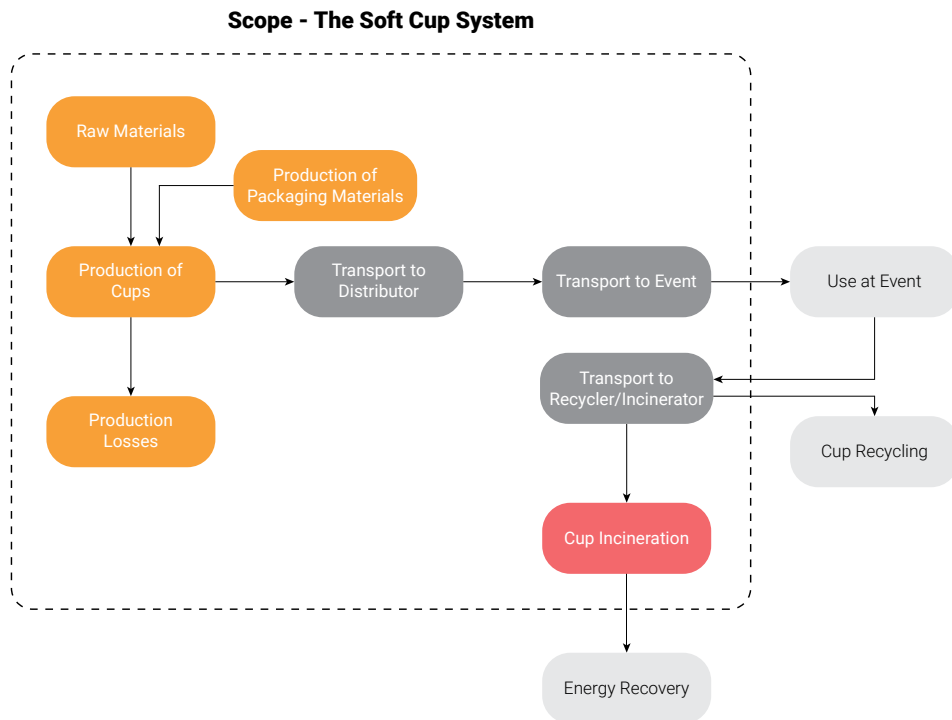 Scope - The Soft Cup System
Raw Materials
Production of
Packaging Materials
Production of
Cups
Transport to
Distributor
Transport to Event
Use at Event
Transport to
Recycler/Incinerator
Production
Losses
Cup Recycling
Cup Incineration
Energy Recovery